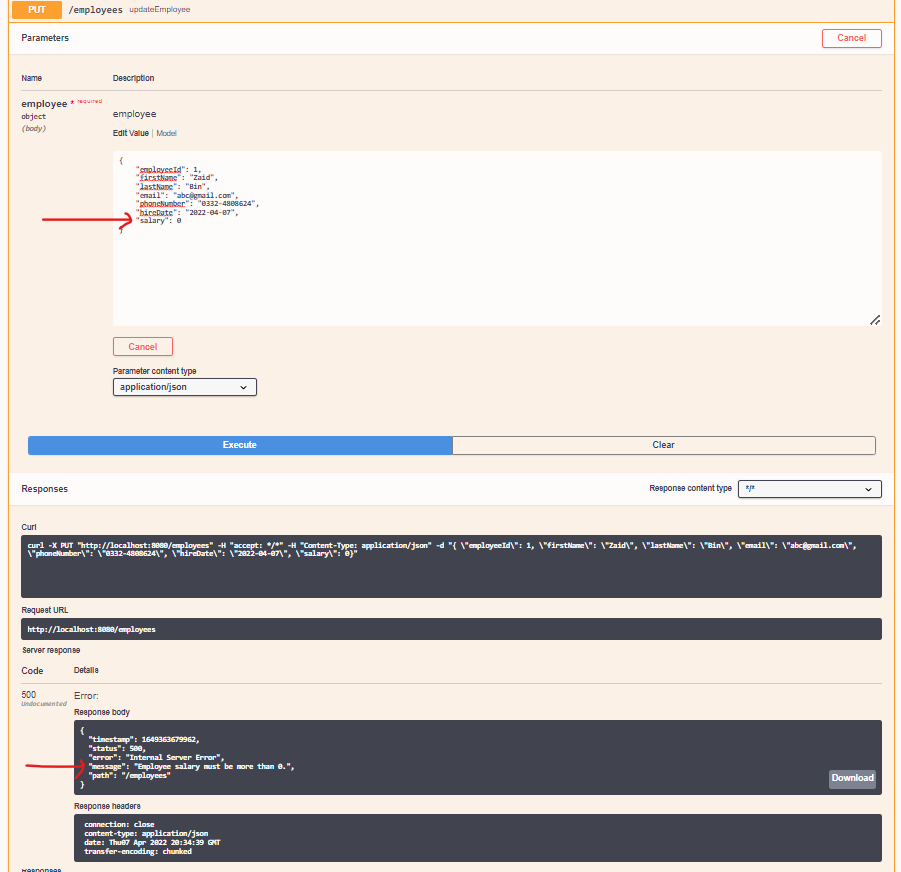 PUT /employees updateEmployee
Parameters
Cancel
Name Description
employee * required
object
(body)
employee
Edit Value | Model
{
"employeeId": 1,
"firstName": "Zaid",
"lastName": "Bin",
"email": "abc@gmail.com",
"phoneNumber": "0332-4808624",
"hireDate": "2022-04-07",
"salary": 0
}
Cancel
Parameter content type
application/json
Execute Clear
Responses Response content type */*
Curl
curl -X PUT "http://localhost:8080/employees" -H "accept: */*" -H "Content-Type: application/json" -d "{ \"employeeId\": 1, \"firstName\": \"Zaid\", \"lastName\": \"Bin\", \"email\": \"abc@gmail.com\",
\"phoneNumber\": \"0332-4808624\", \"hireDate\": \"2022-04-07\", \"salary\": 0}"
Request URL
http://localhost:8080/employees
Server response
Code Details
500 Error:
Undocumented
Response body
{
"timestamp": 1649363679962,
"status": 500,
"error": "Internal Server Error",
"message": "Employee salary must be more than 0.",
"path": "/employees"
}
Download
Response headers
connection: close
content-type: application/json
date: Thu07 Apr 2022 20:34:39 GMT
transfer-encoding: chunked
Responses